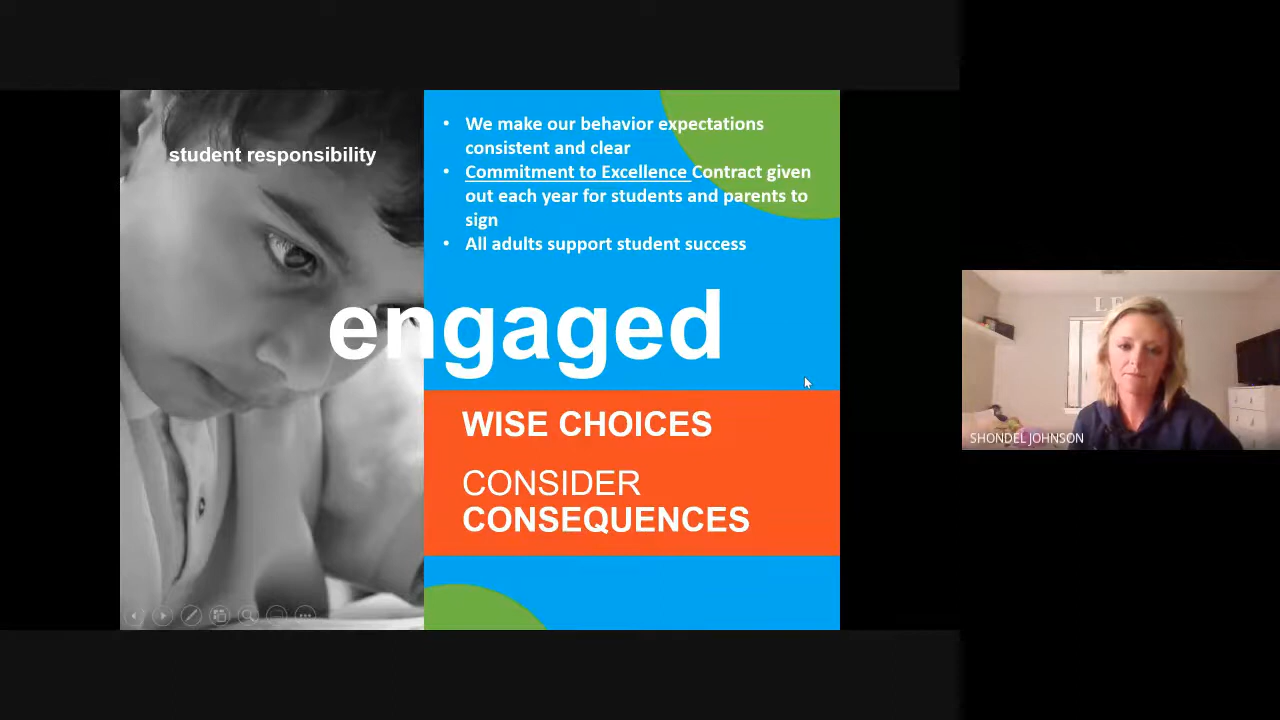 student responsibility
• We make our behavior expectations
consistent and clear
• Commitment to Excellence Contract given
out each year for students and parents to
sign
• All adults support student success
engaged
WISE CHOICES
CONSIDER
CONSEQUENCES
SHONDEL JOHNSON